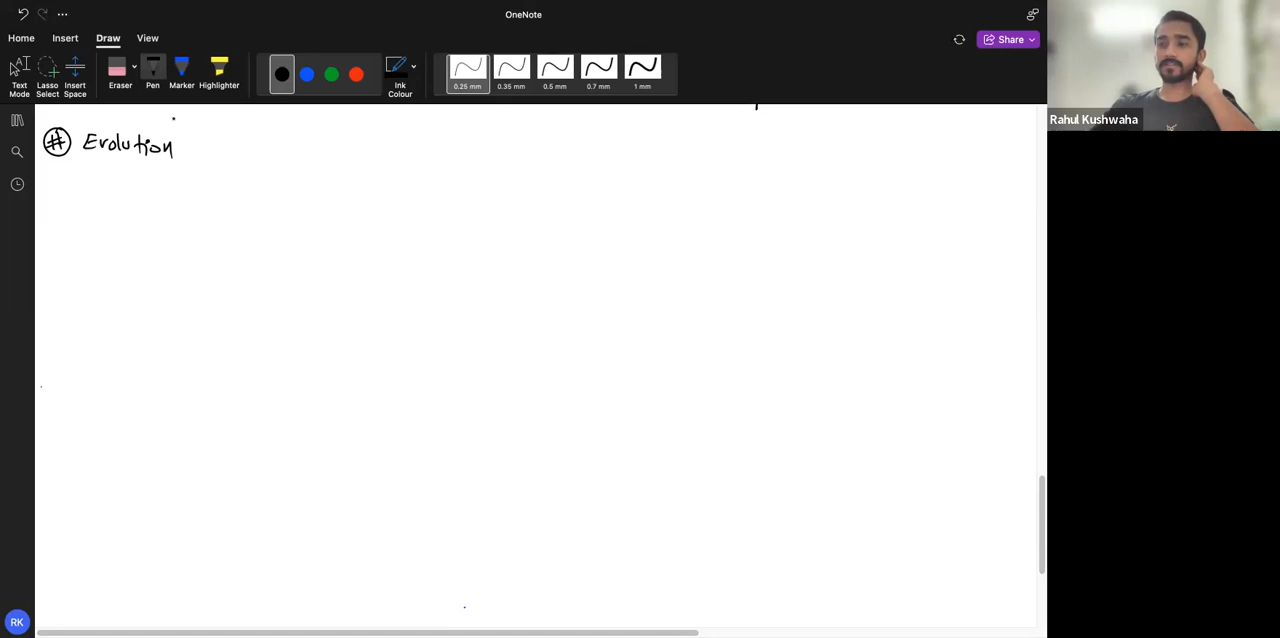 OneNote
Home Insert Draw View
Share
Text Mode
Lasso Select
Insert Space
Eraser
Pen
Marker
Highlighter
Ink Colour
0.25 mm
0.35 mm
0.5 mm
0.7 mm
1 mm
Rahul Kushwaha
# Evolution
RK